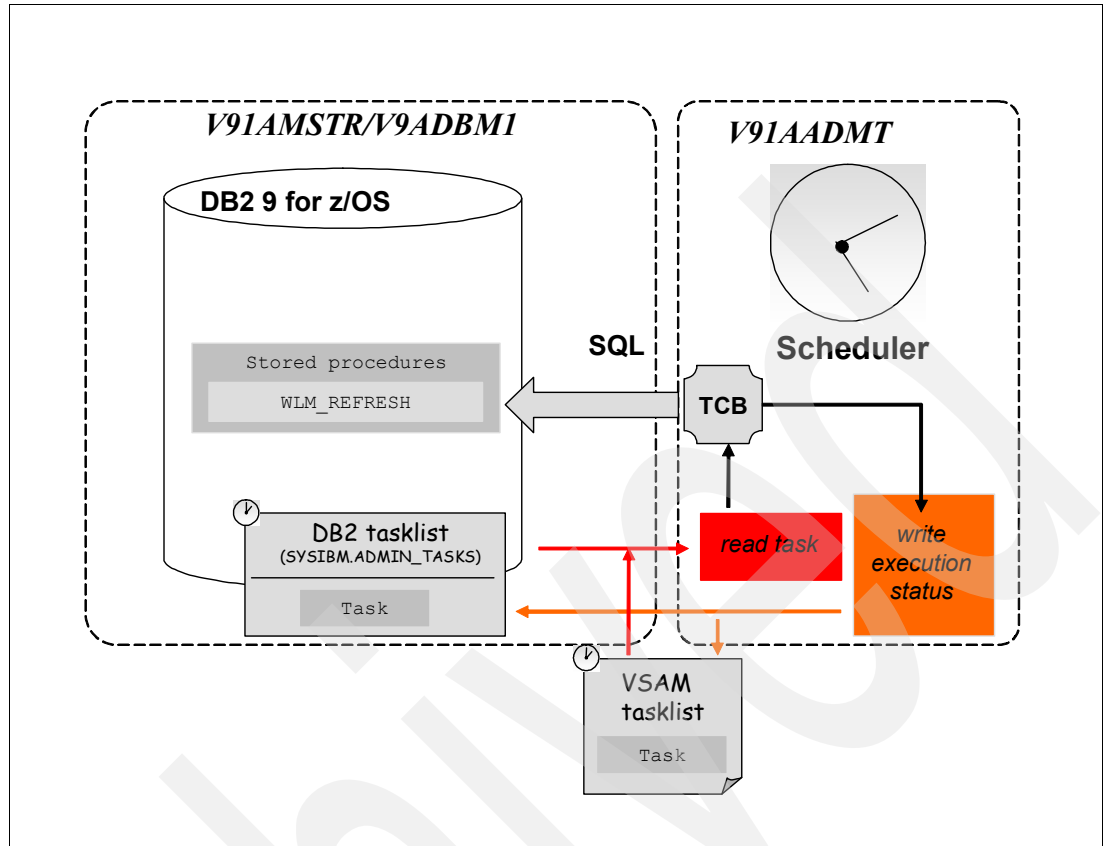 V91AMSTR/V9ADBM1
V91AADMT
DB2 9 for z/OS
SQL
Scheduler
Stored procedures
WLM_REFRESH
TCB
DB2 tasklist
(SYSIBM.ADMIN_TASKS)
Task
read task
write
execution
status
VSAM
tasklist
Task